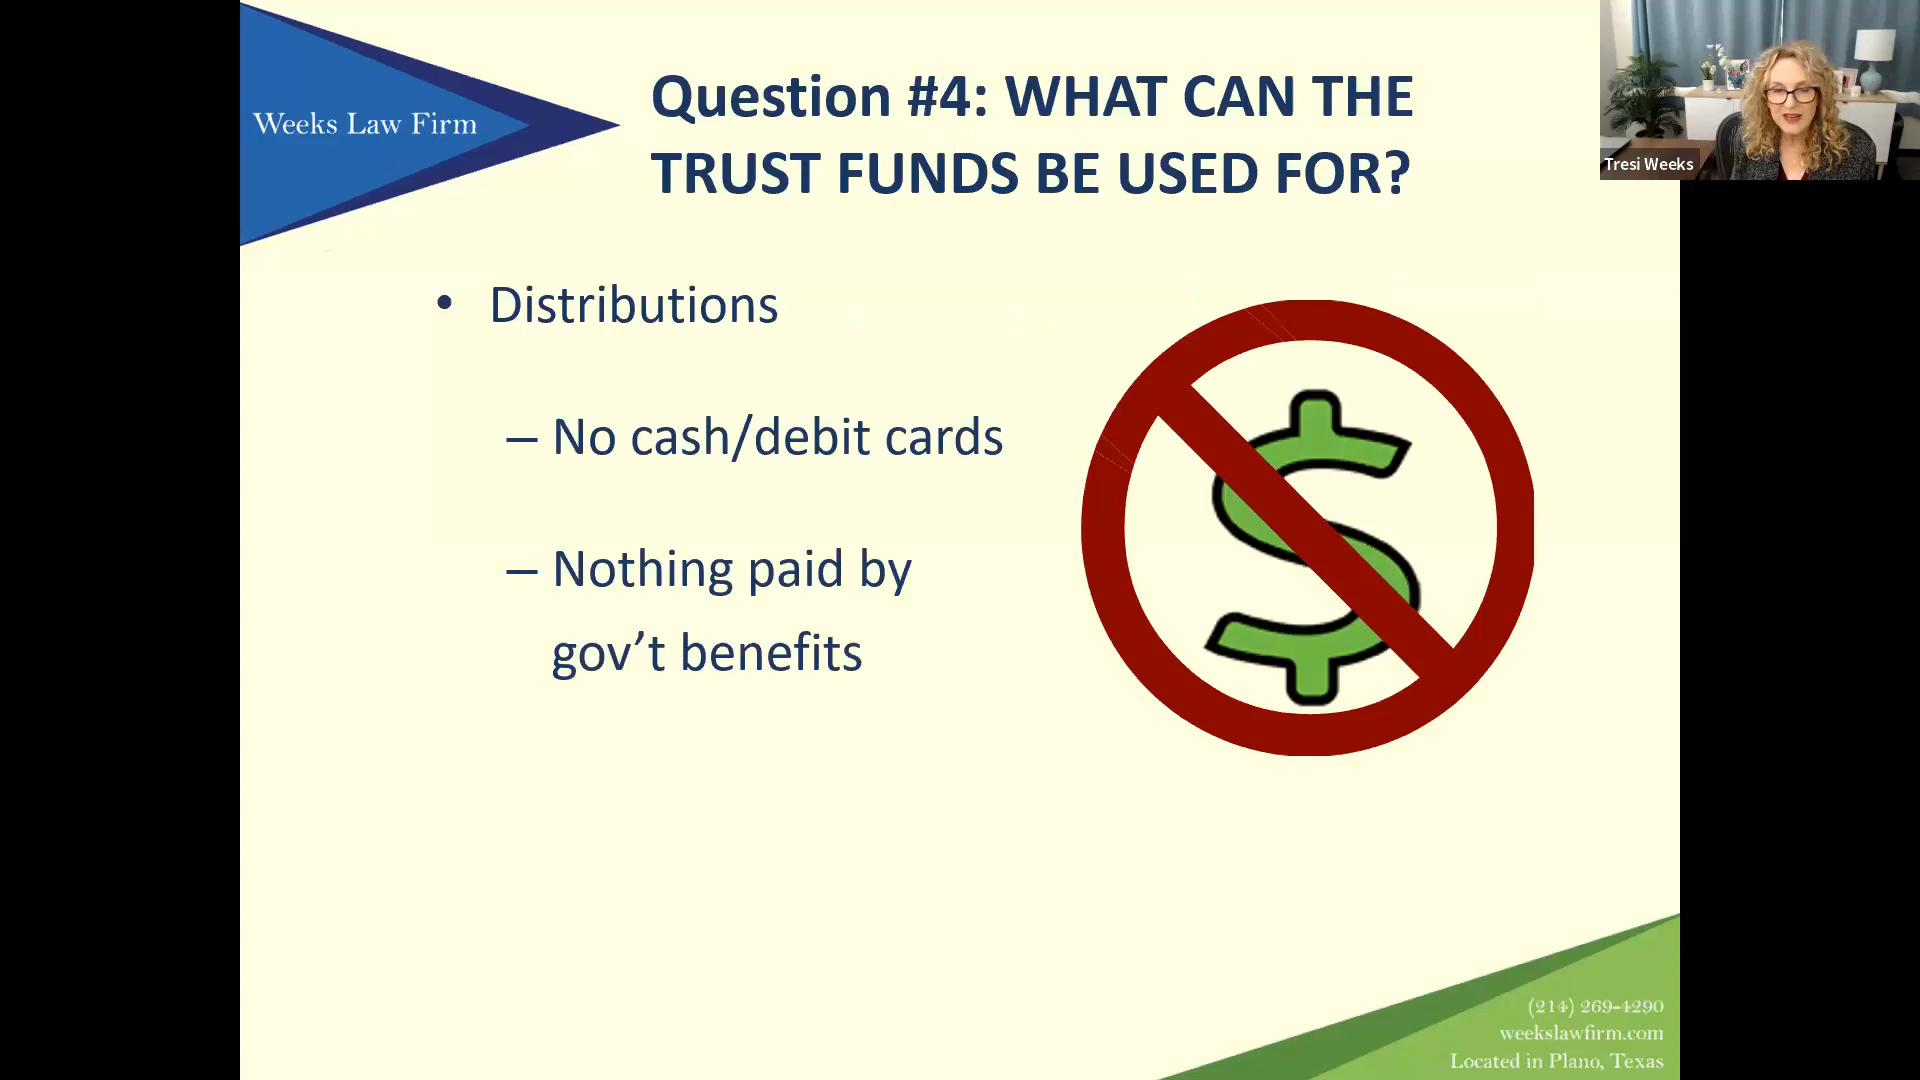 Weeks Law Firm
Question #4: WHAT CAN THE
TRUST FUNDS BE USED FOR?
Tresi Weeks
• Distributions
– No cash/debit cards
– Nothing paid by
gov’t benefits
(214) 269-4290
weekslawfirm.com
Located in Plano, Texas